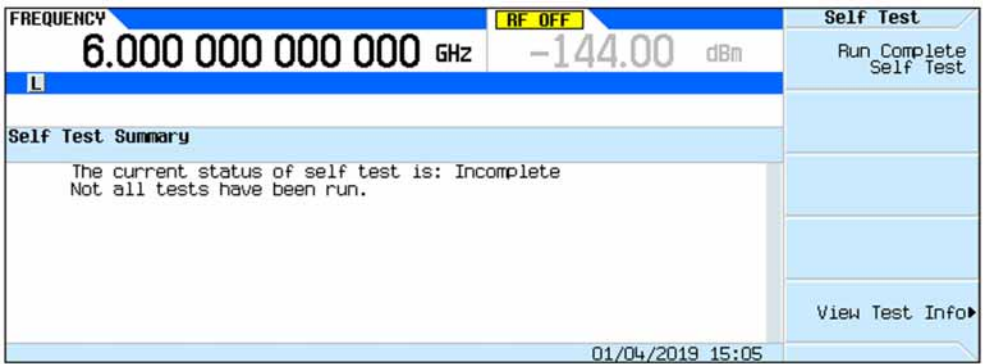 FREQUENCY
6.000 000 000 000 GHz
RF OFF
-144.00 dBm
L
Self Test Summary
The current status of self test is: Incomplete
Not all tests have been run.
01/04/2019 15:05
Self Test
Run Complete
Self Test
View Test Info